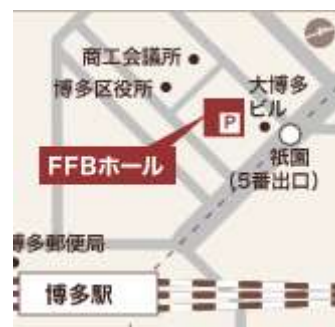 商工会議所
博多区役所
大博多
ビル
P
FFBホール
祇園
(5番出口)
博多郵便局
博多駅